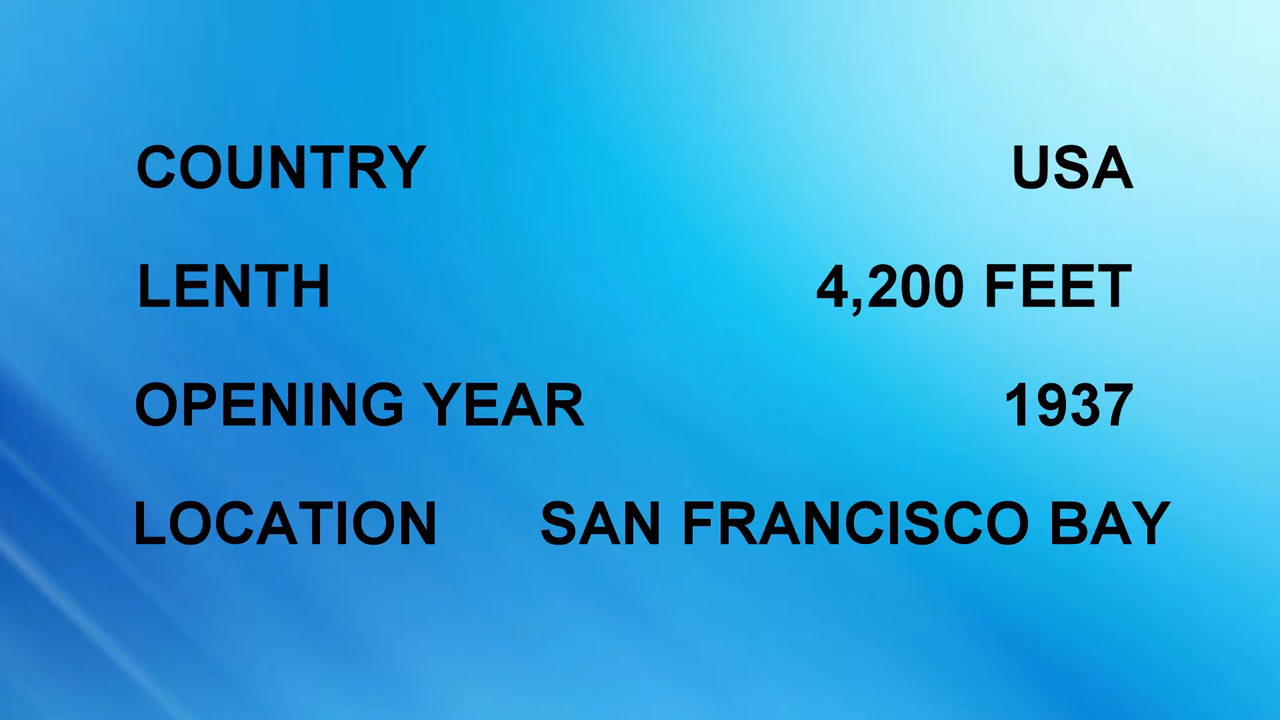 COUNTRY USA
LENTH 4,200 FEET
OPENING YEAR 1937
LOCATION SAN FRANCISCO BAY